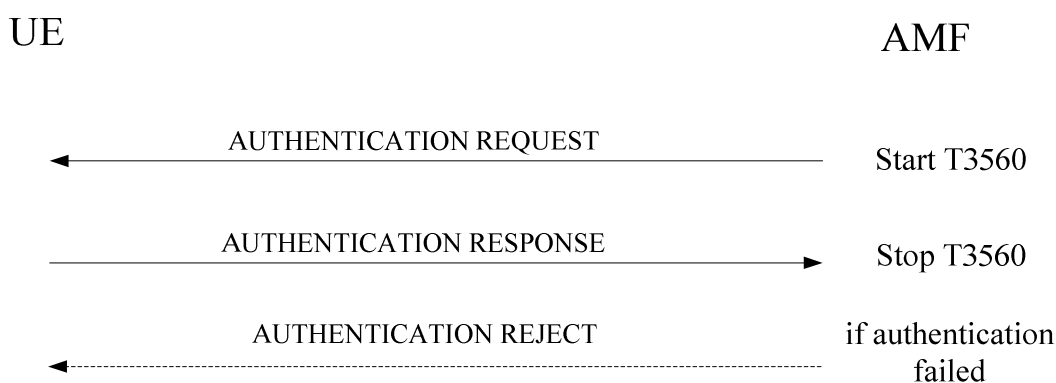 UE
AMF
AUTHENTICATION REQUEST
Start T3560
AUTHENTICATION RESPONSE
Stop T3560
AUTHENTICATION REJECT
if authentication
failed